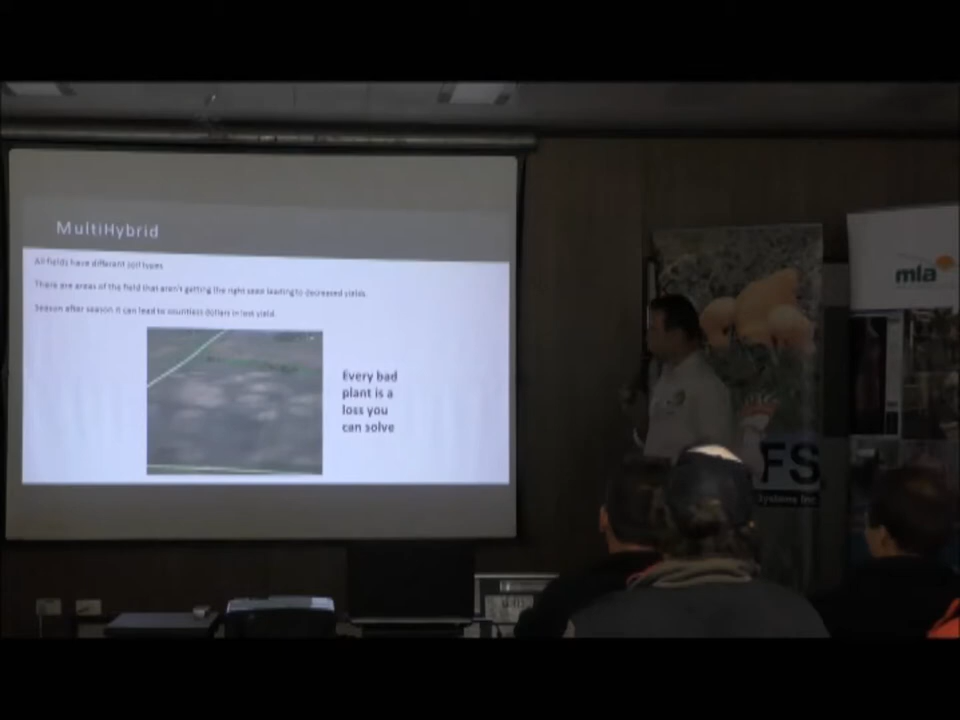 MultiHybrid
All fields have different soil types
There are areas of the field that aren't getting the right seed leading to decreased yields.
Season after season it can lead to countless dollars in lost yield.
Every bad
plant is a
loss you
can solve
mla
FS
Systems Inc.